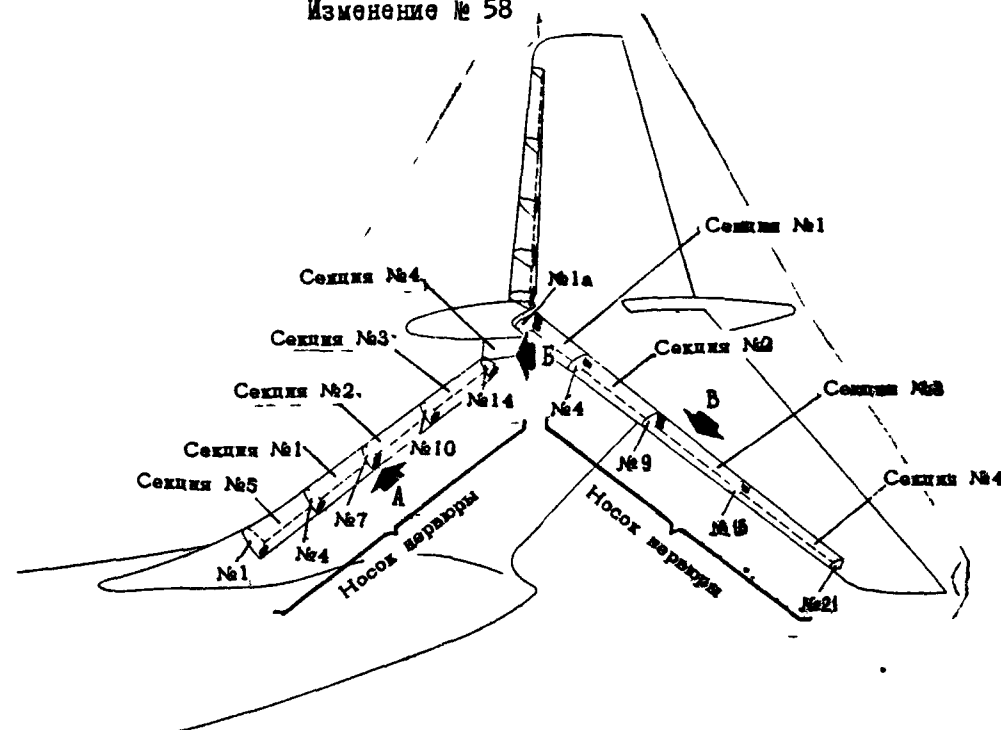 Изменение № 58
Секция №1
Секция №4
№1а
Секция №3
Б
Секция №2
Секция №2
№14
№4
В
Секция №3
Секция №1
№10
№9
Секция №5
А
Секция №4
№7
№15
№4
№1
Носок нервюры
Носок нервюры
№21